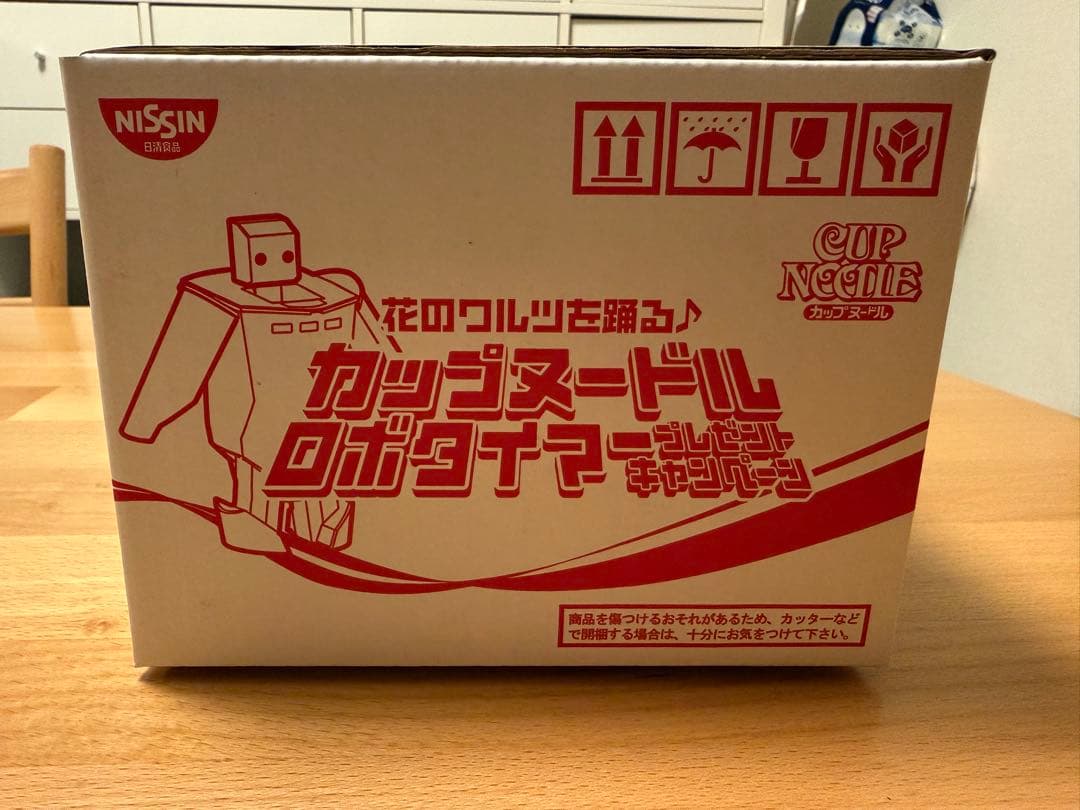 NISSIN
日清食品
CUP
NOODLE
カップヌードル
花のワルツを踊る♪
カップヌードル
ロボタイマープレゼント
キャンペーン
商品を傷つけるおそれがあるため、カッターなど
で開梱する場合は、十分にお気をつけて下さい。